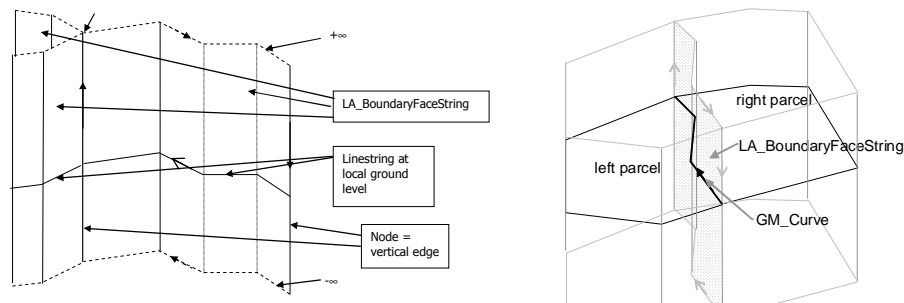 +∞
LA_BoundaryFaceString
Linestring at
local ground
level
Node =
vertical edge
-∞
right parcel
LA_BoundaryFaceString
left parcel
GM_Curve